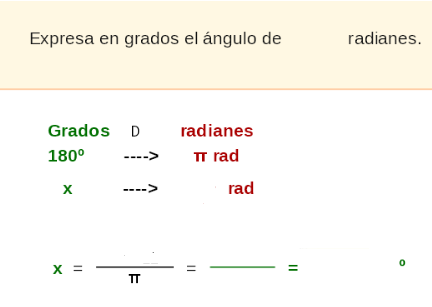 Expresa en grados el ángulo de radianes.
Grados D radianes
180º ----> π rad
x ----> rad
x = — = — = º
π